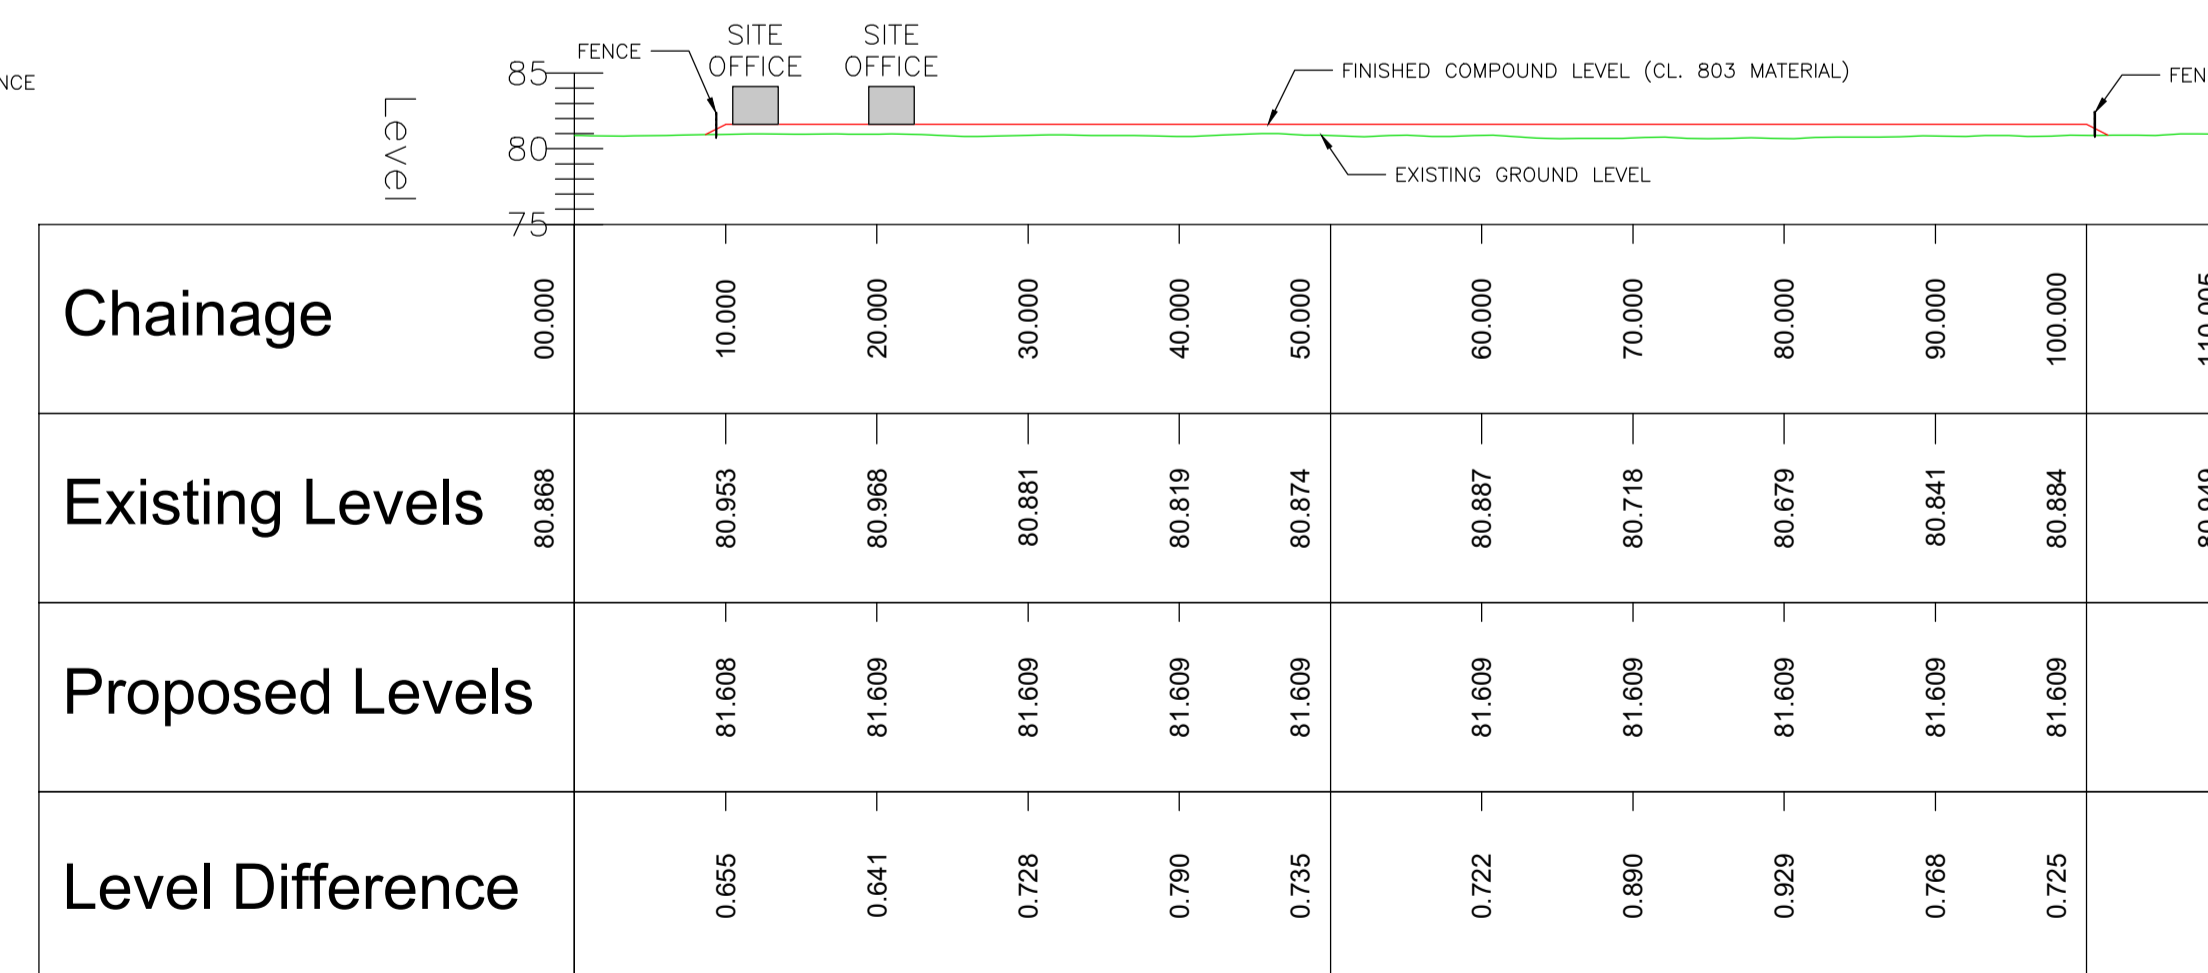 SITE OFFICE
SITE OFFICE
FENCE
FINISHED COMPOUND LEVEL (CL. 803 MATERIAL)
EXISTING GROUND LEVEL
Level
85
80
75
Chainage 00.000 10.000 20.000 30.000 40.000 50.000 60.000 70.000 80.000 90.000 100.000
Existing Levels 80.868 80.953 80.968 80.881 80.819 80.874 80.887 80.718 80.679 80.841 80.884
Proposed Levels 81.608 81.609 81.609 81.609 81.609 81.609 81.609 81.609 81.609 81.609
Level Difference 0.655 0.641 0.728 0.790 0.735 0.722 0.890 0.929 0.768 0.725